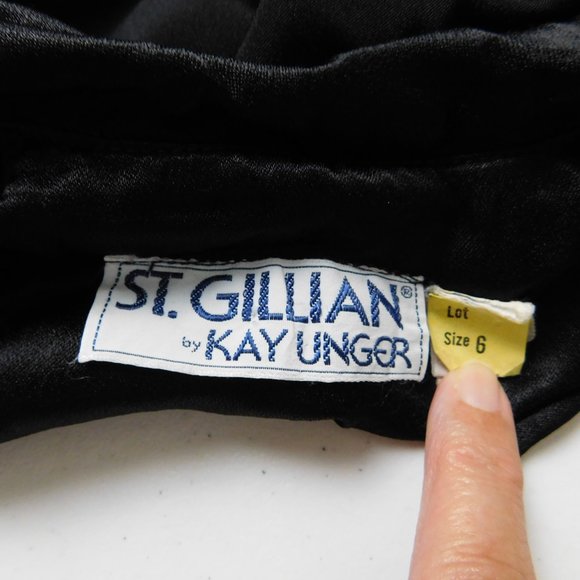 ST. GILLIAN®
by KAY UNGER
Lot
Size 6